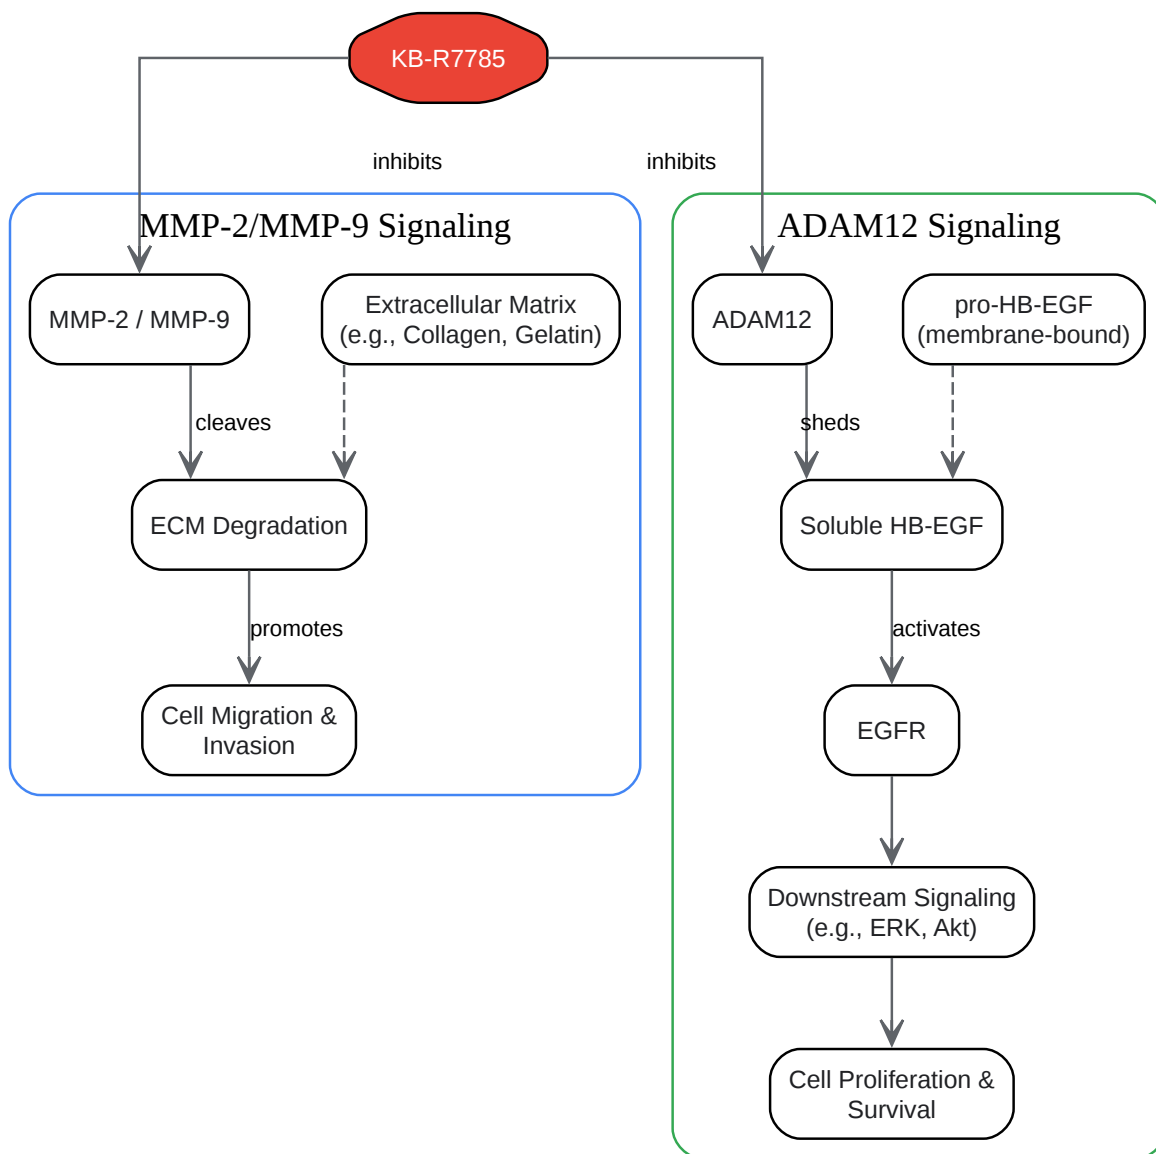 KB-R7785
inhibits
inhibits
MMP-2/MMP-9 Signaling
MMP-2 / MMP-9
Extracellular Matrix
(e.g., Collagen, Gelatin)
cleaves
ECM Degradation
promotes
Cell Migration &
Invasion
ADAM12 Signaling
ADAM12
pro-HB-EGF
(membrane-bound)
sheds
Soluble HB-EGF
activates
EGFR
Downstream Signaling
(e.g., ERK, Akt)
Cell Proliferation &
Survival